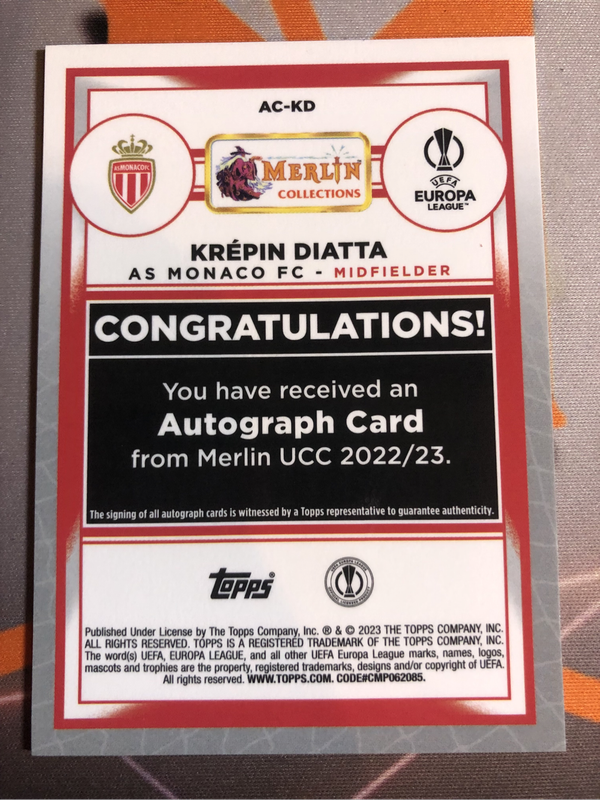 AC-KD
AS MONACO FC
MERLIN
COLLECTIONS
UEFA
EUROPA
LEAGUE™
KRÉPIN DIATTA
AS MONACO FC - MIDFIELDER
CONGRATULATIONS!
You have received an
Autograph Card
from Merlin UCC 2022/23.
The signing of all autograph cards is witnessed by a Topps representative to guarantee authenticity.
topps®
Published Under License by The Topps Company, Inc. ® & © 2023 THE TOPPS COMPANY, INC.
ALL RIGHTS RESERVED. TOPPS IS A REGISTERED TRADEMARK OF THE TOPPS COMPANY, INC.
The word(s) UEFA, EUROPA LEAGUE, and all other UEFA Europa League marks, names, logos,
mascots and trophies are the property, registered trademarks, designs and/or copyright of UEFA.
All rights reserved. WWW.TOPPS.COM. CODE#CMP062085.